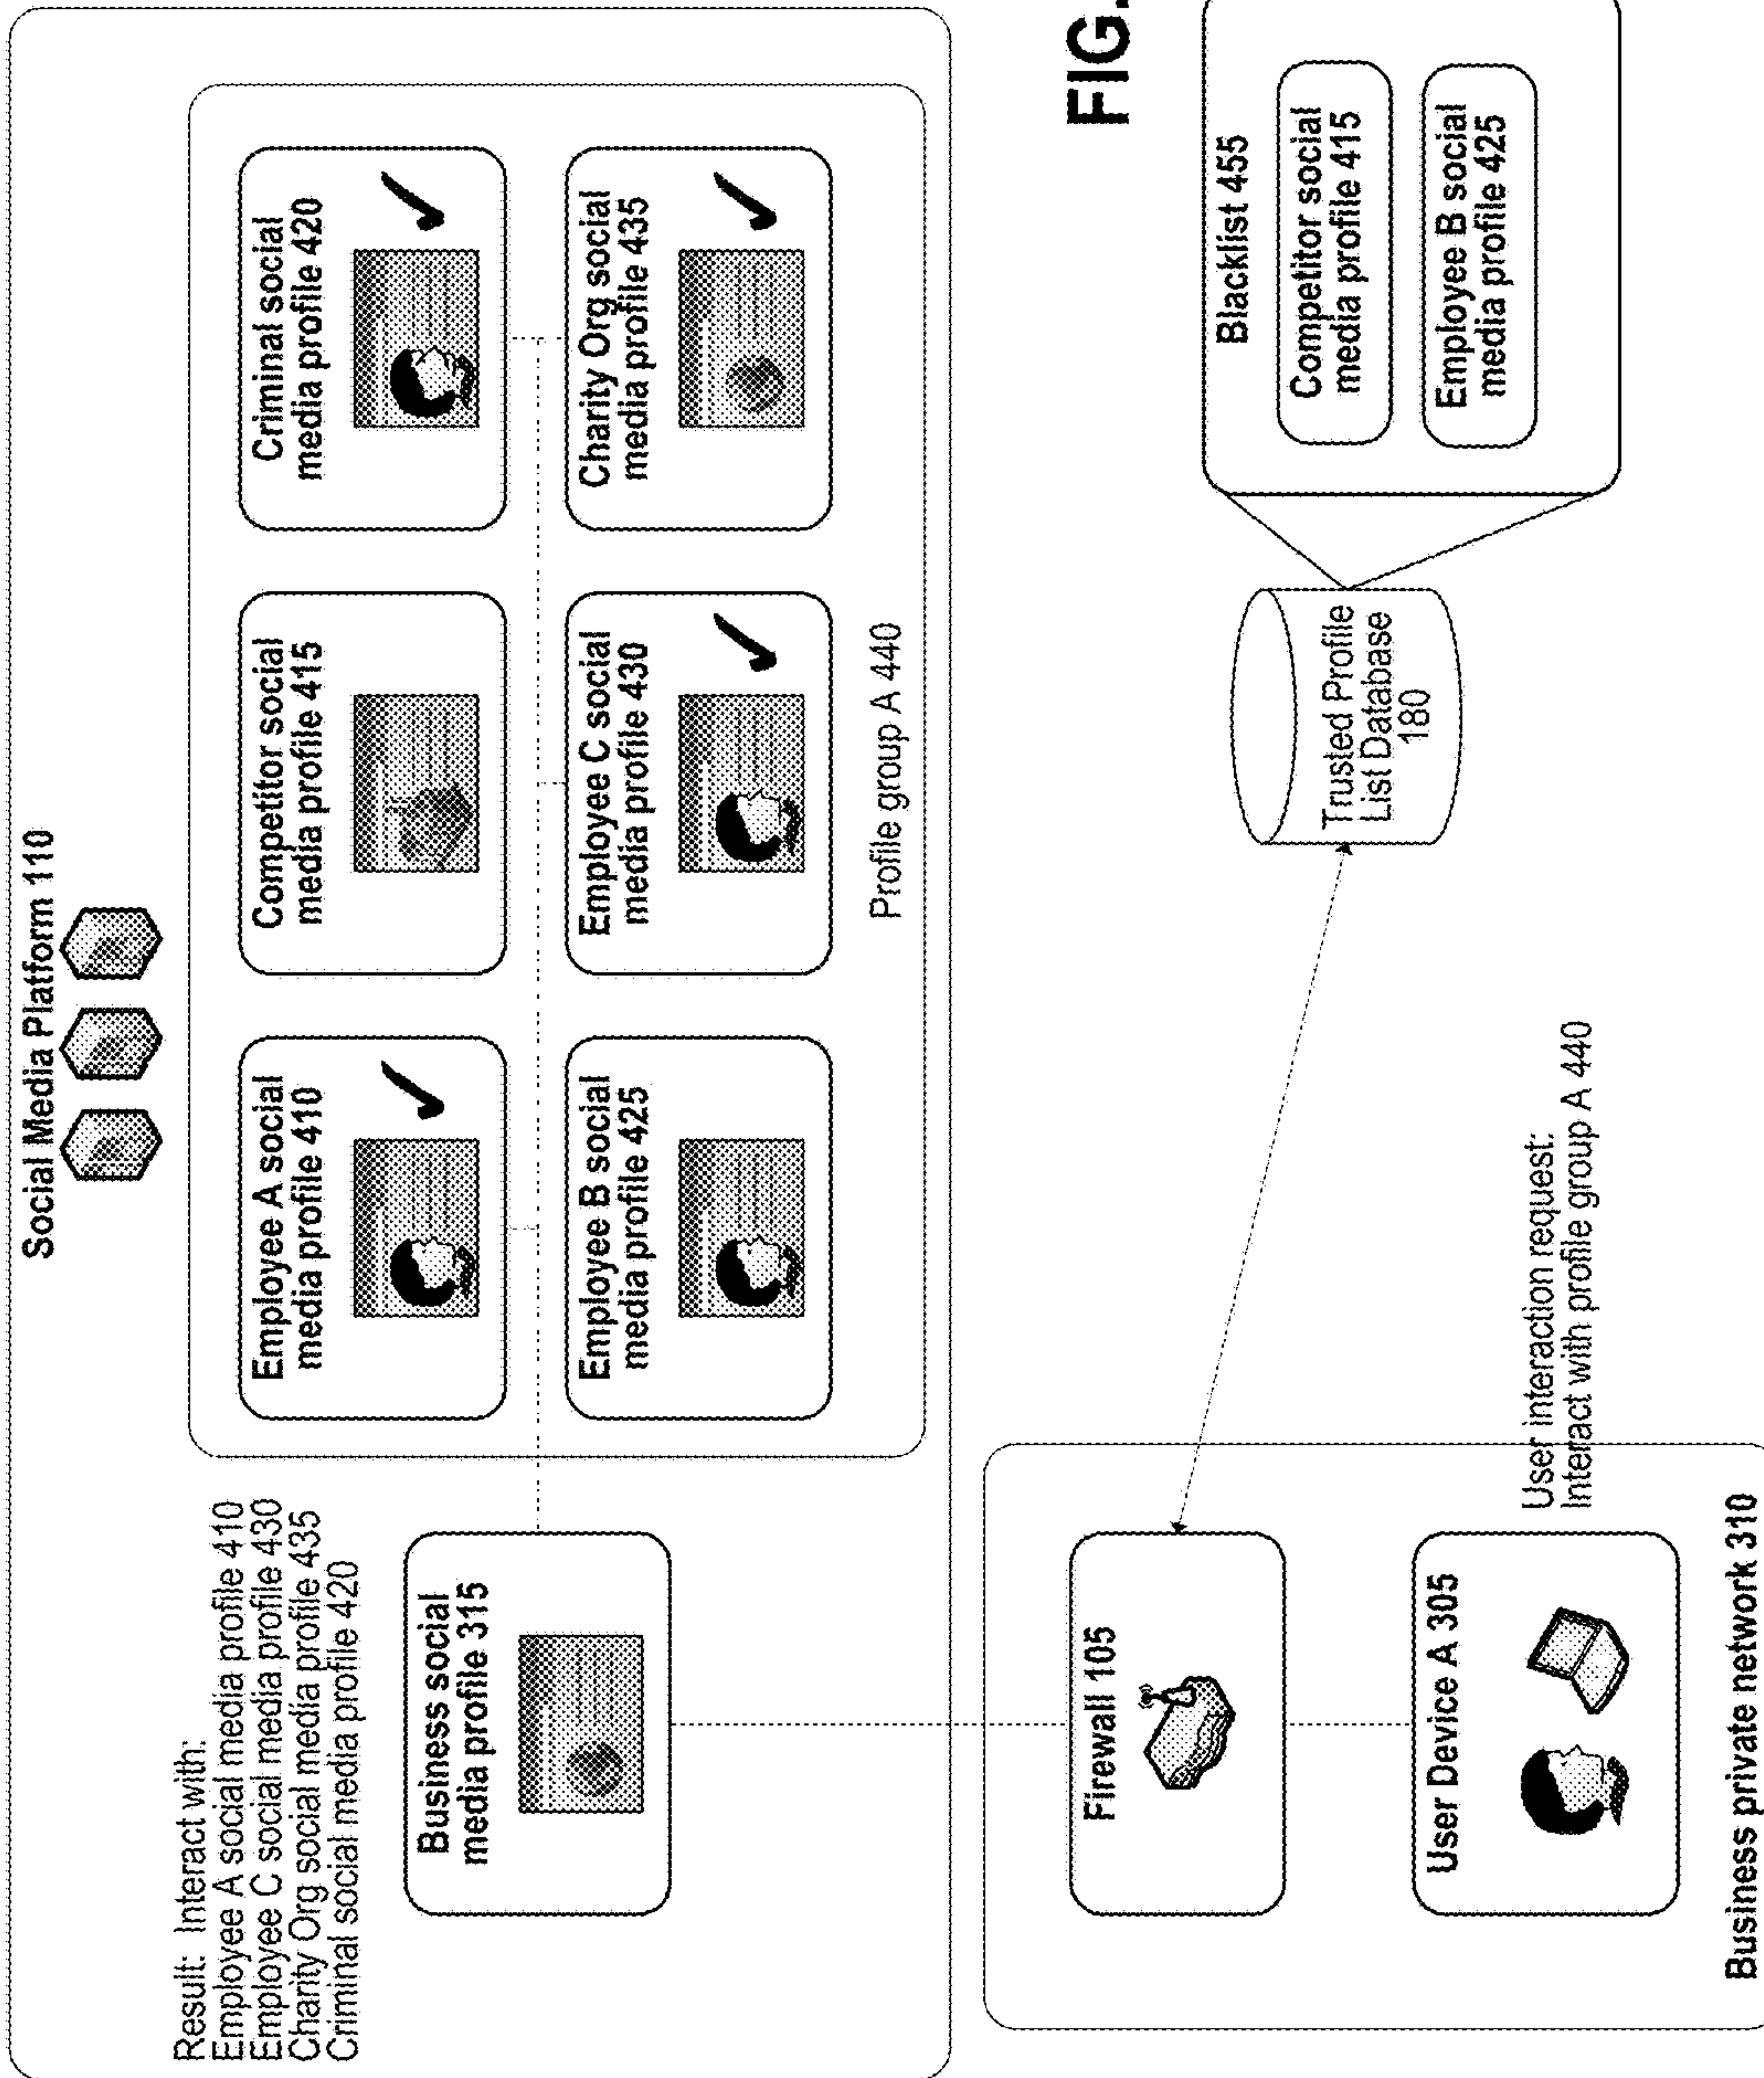 Social Media Platform 110
Result: Interact with:
Employee A social media profile 410
Employee C social media profile 430
Charity Org social media profile 435
Criminal social media profile 420
Business social
media profile 315
Employee A social
media profile 410
Competitor social
media profile 415
Criminal social
media profile 420
Employee B social
media profile 425
Employee C social
media profile 430
Charity Org social
media profile 435
Profile group A 440
Firewall 105
User Device A 305
Business private network 310
User interaction request:
Interact with profile group A 440
Trusted Profile
List Database
180
Blacklist 455
Competitor social
media profile 415
Employee B social
media profile 425
FIG.